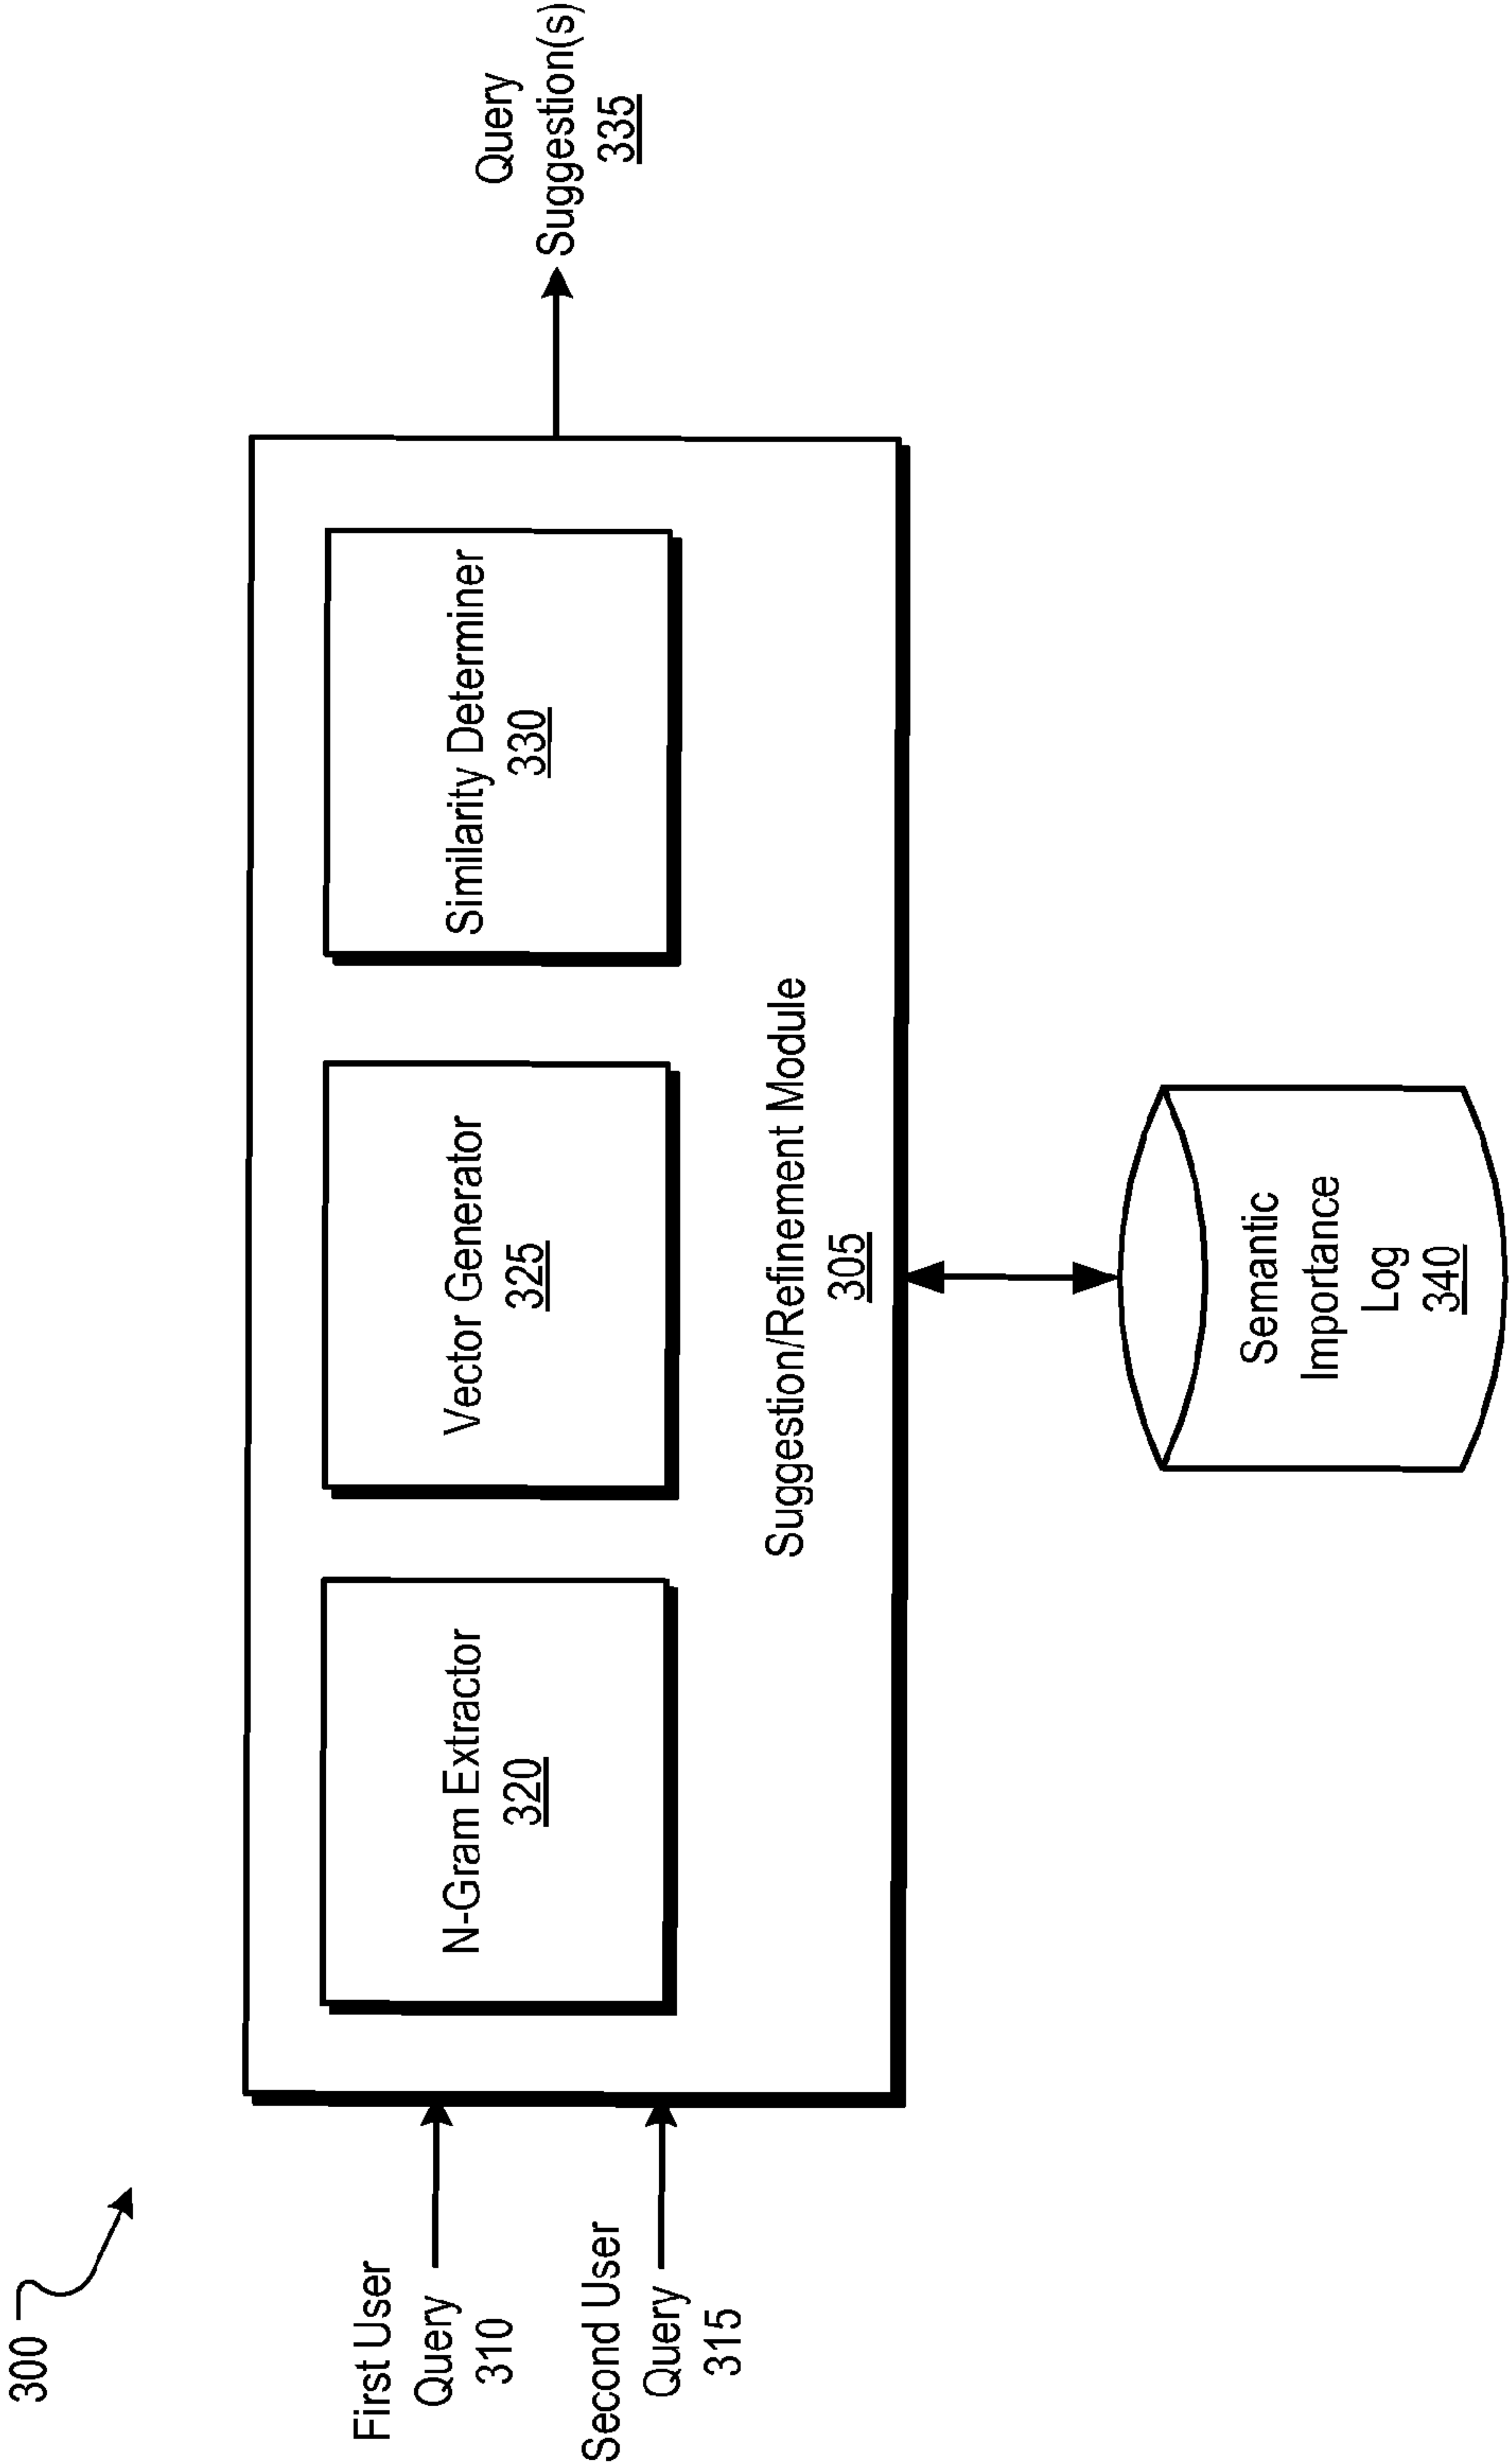 300
First User
Query
310
Second User
Query
315
N-Gram Extractor
320
Vector Generator
325
Similarity Determiner
330
Suggestion/Refinement Module
305
Query
Suggestion(s)
335
Semantic
Importance
Log
340